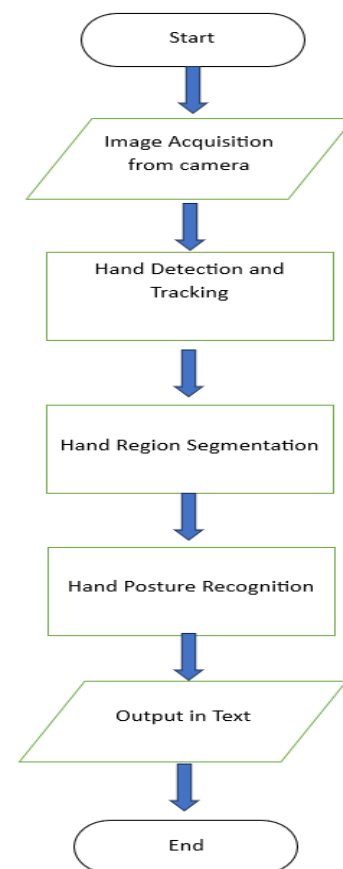 Start
Image Acquisition
from camera
Hand Detection and
Tracking
Hand Region Segmentation
Hand Posture Recognition
Output in Text
End